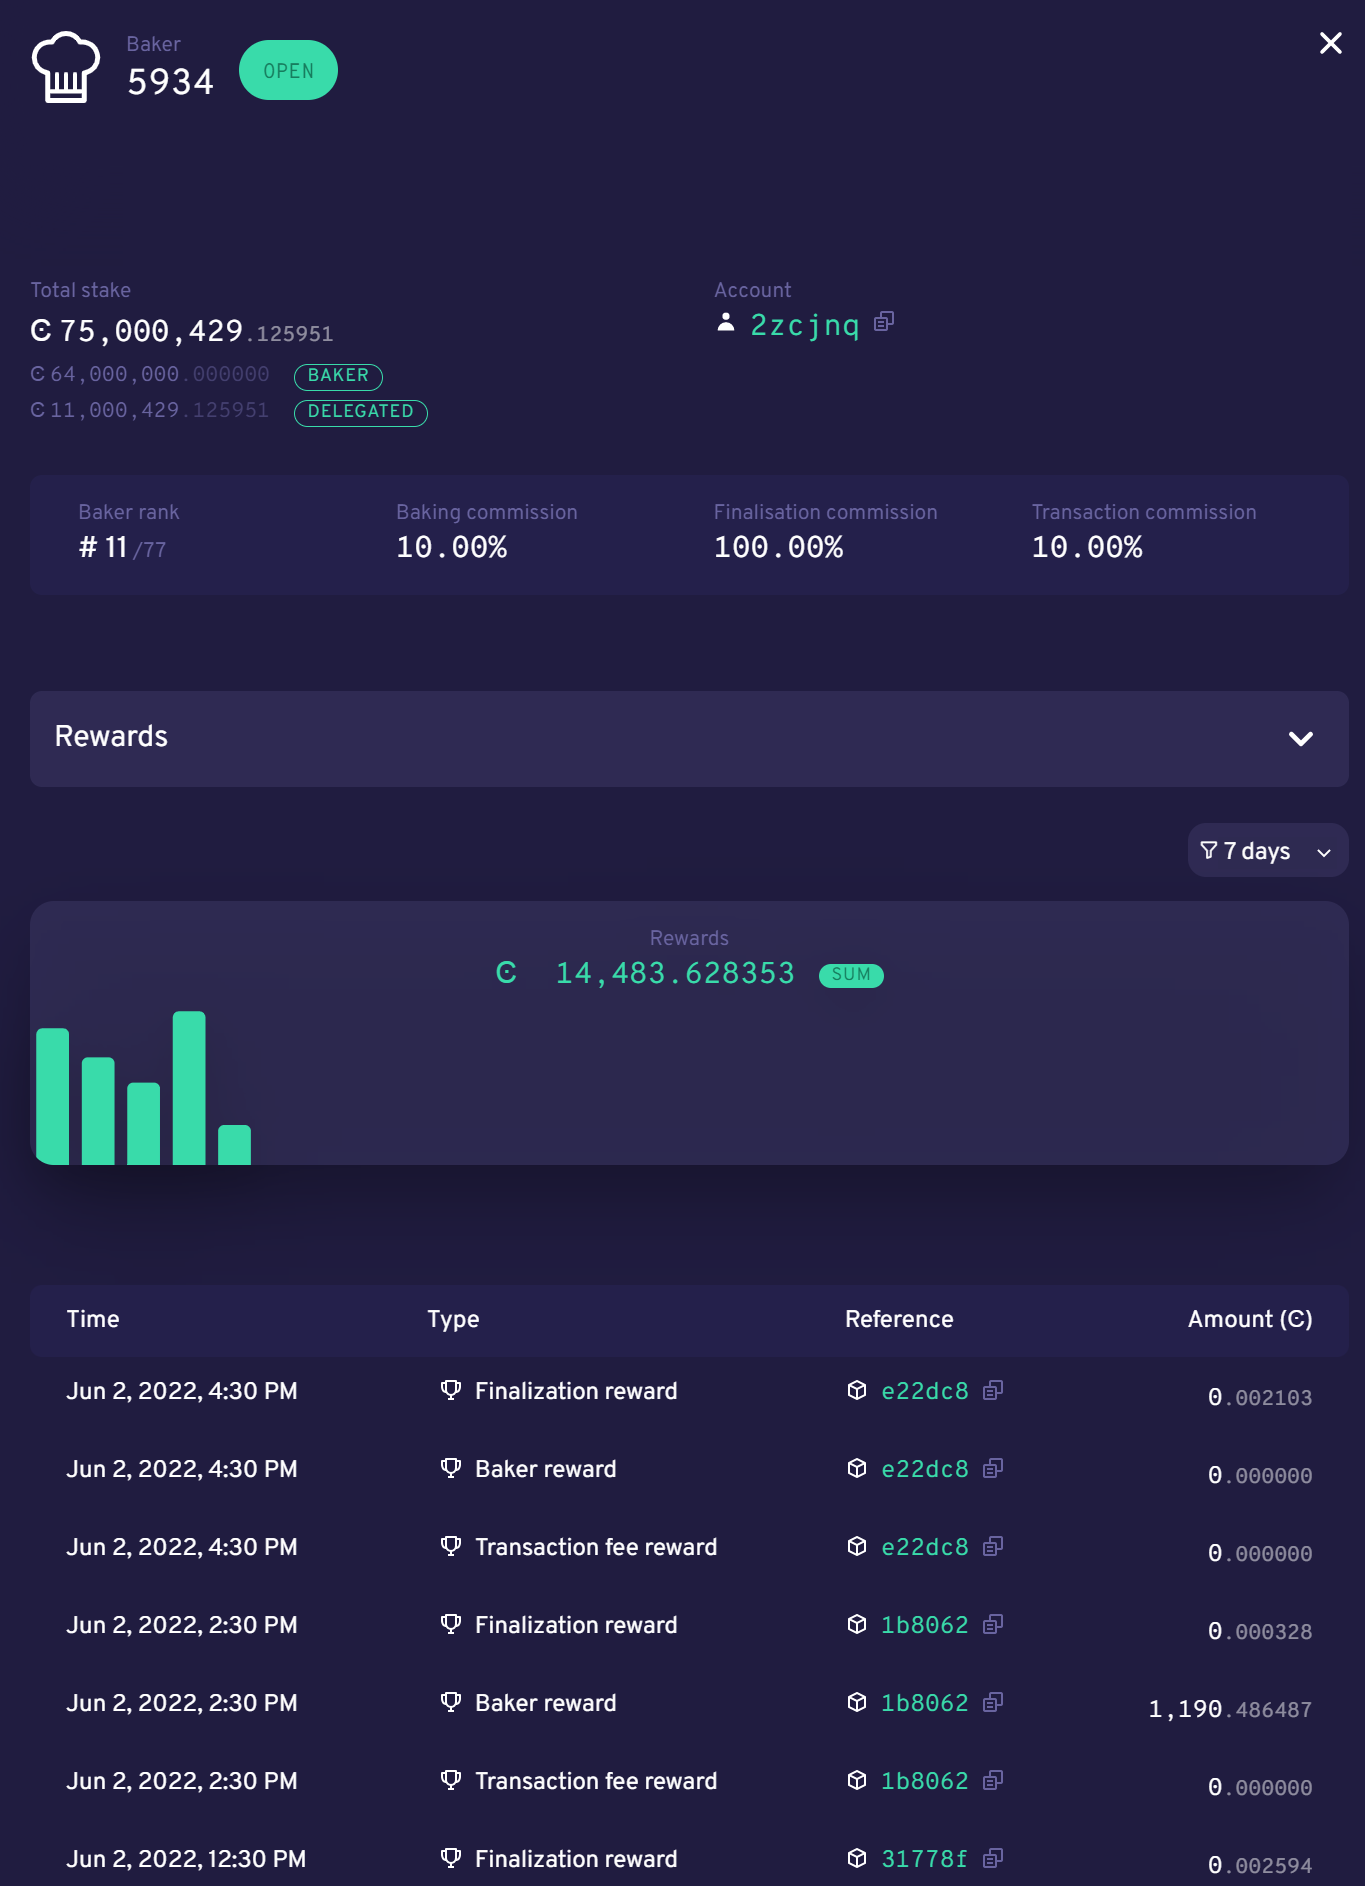 Baker
5934 OPEN
Total stake
Ͼ 75,000,429.125951
Ͼ 64,000,000.000000 BAKER
Ͼ 11,000,429.125951 DELEGATED
Account
2zcjnq
Baker rank
# 11 /77
Baking commission
10.00%
Finalisation commission
100.00%
Transaction commission
10.00%
Rewards
7 days
Rewards
Ͼ 14,483.628353 SUM
Time Type Reference Amount (Ͼ)
Jun 2, 2022, 4:30 PM Finalization reward e22dc8 0.002103
Jun 2, 2022, 4:30 PM Baker reward e22dc8 0.000000
Jun 2, 2022, 4:30 PM Transaction fee reward e22dc8 0.000000
Jun 2, 2022, 2:30 PM Finalization reward 1b8062 0.000328
Jun 2, 2022, 2:30 PM Baker reward 1b8062 1,190.486487
Jun 2, 2022, 2:30 PM Transaction fee reward 1b8062 0.000000
Jun 2, 2022, 12:30 PM Finalization reward 31778f 0.002594